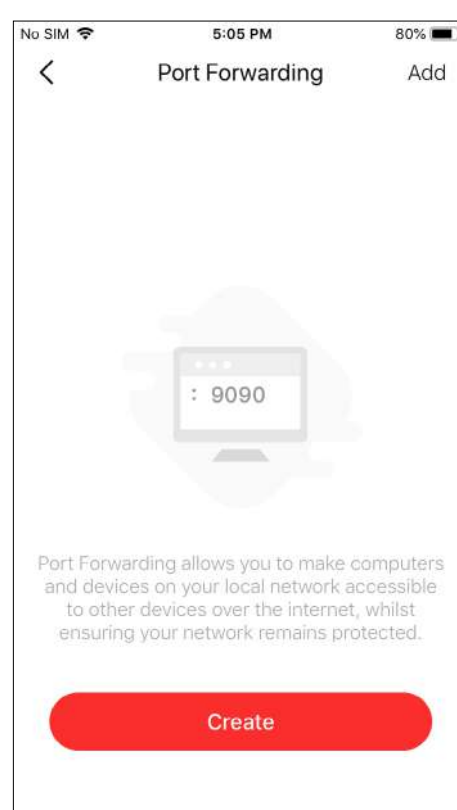 No SIM 5:05 PM 80%
Port Forwarding Add
: 9090
Port Forwarding allows you to make computers
and devices on your local network accessible
to other devices over the internet, whilst
ensuring your network remains protected.
Create